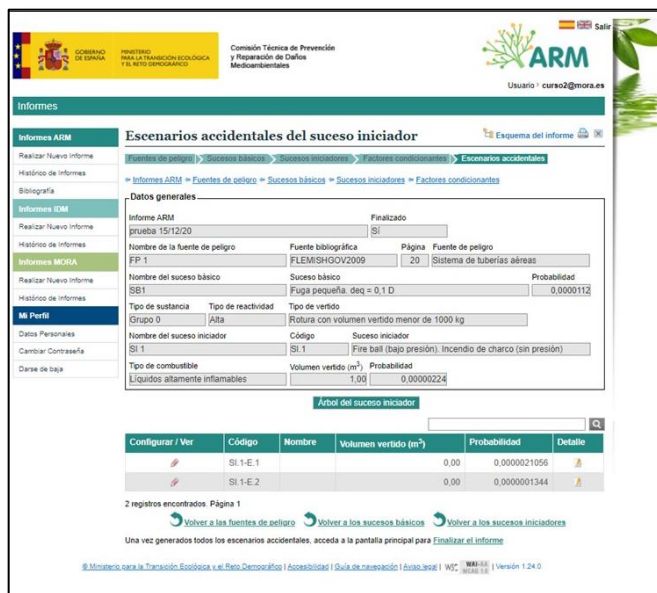 Salir
GOBIERNO DE ESPAÑA
MINISTERIO PARA LA TRANSICIÓN ECOLÓGICA Y EL RETO DEMOGRÁFICO
Comisión Técnica de Prevención y Reparación de Daños Medioambientales
ARM
Usuario · curso2@mora.es
Informes
Informes ARM
Realizar Nuevo Informe
Histórico de Informes
Bibliografía
Informes IDM
Realizar Nuevo Informe
Histórico de Informes
Informes MORA
Realizar Nuevo Informe
Histórico de Informes
Mi Perfil
Datos Personales
Cambiar Contraseña
Darse de baja
Escenarios accidentales del suceso iniciador
Esquema del informe
Fuentes de peligro Sucesos básicos Sucesos iniciadores Factores condicionantes Escenarios accidentales
Informes ARM Fuentes de peligro Sucesos básicos Sucesos iniciadores Factores condicionantes
Datos generales
Informe ARM Finalizado
prueba 15/12/20 Sí
Nombre de la fuente de peligro Fuente bibliográfica Página Fuente de peligro
FP 1 FLEMISHGOV2009 20 Sistema de tuberías aéreas
Nombre del suceso básico Suceso básico Probabilidad
SB1 Fuga pequeña. deq = 0,1 D 0,0000112
Tipo de sustancia Tipo de reactividad Tipo de vertido
Grupo 0 Alta Rotura con volumen vertido menor de 1000 kg
Nombre del suceso iniciador Código Suceso iniciador
SI 1 SI.1 Fire ball (bajo presión). Incendio de charco (sin presión)
Tipo de combustible Volumen vertido (m³) Probabilidad
Líquidos altamente inflamables 1,00 0,00000224
Árbol del suceso iniciador
Configurar / Ver Código Nombre Volumen vertido (m³) Probabilidad Detalle
SI.1-E.1 0,00 0,0000021056
SI.1-E.2 0,00 0,0000001344
2 registros encontrados. Página 1
Volver a las fuentes de peligro Volver a los sucesos básicos Volver a los sucesos iniciadores
Una vez generados todos los escenarios accidentales, acceda a la pantalla principal para Finalizar el informe
© Ministerio para la Transición Ecológica y el Reto Demográfico | Accesibilidad | Guía de navegación | Aviso legal | W3C WAI-AA WCAG 1.0 | Versión 1.24.0